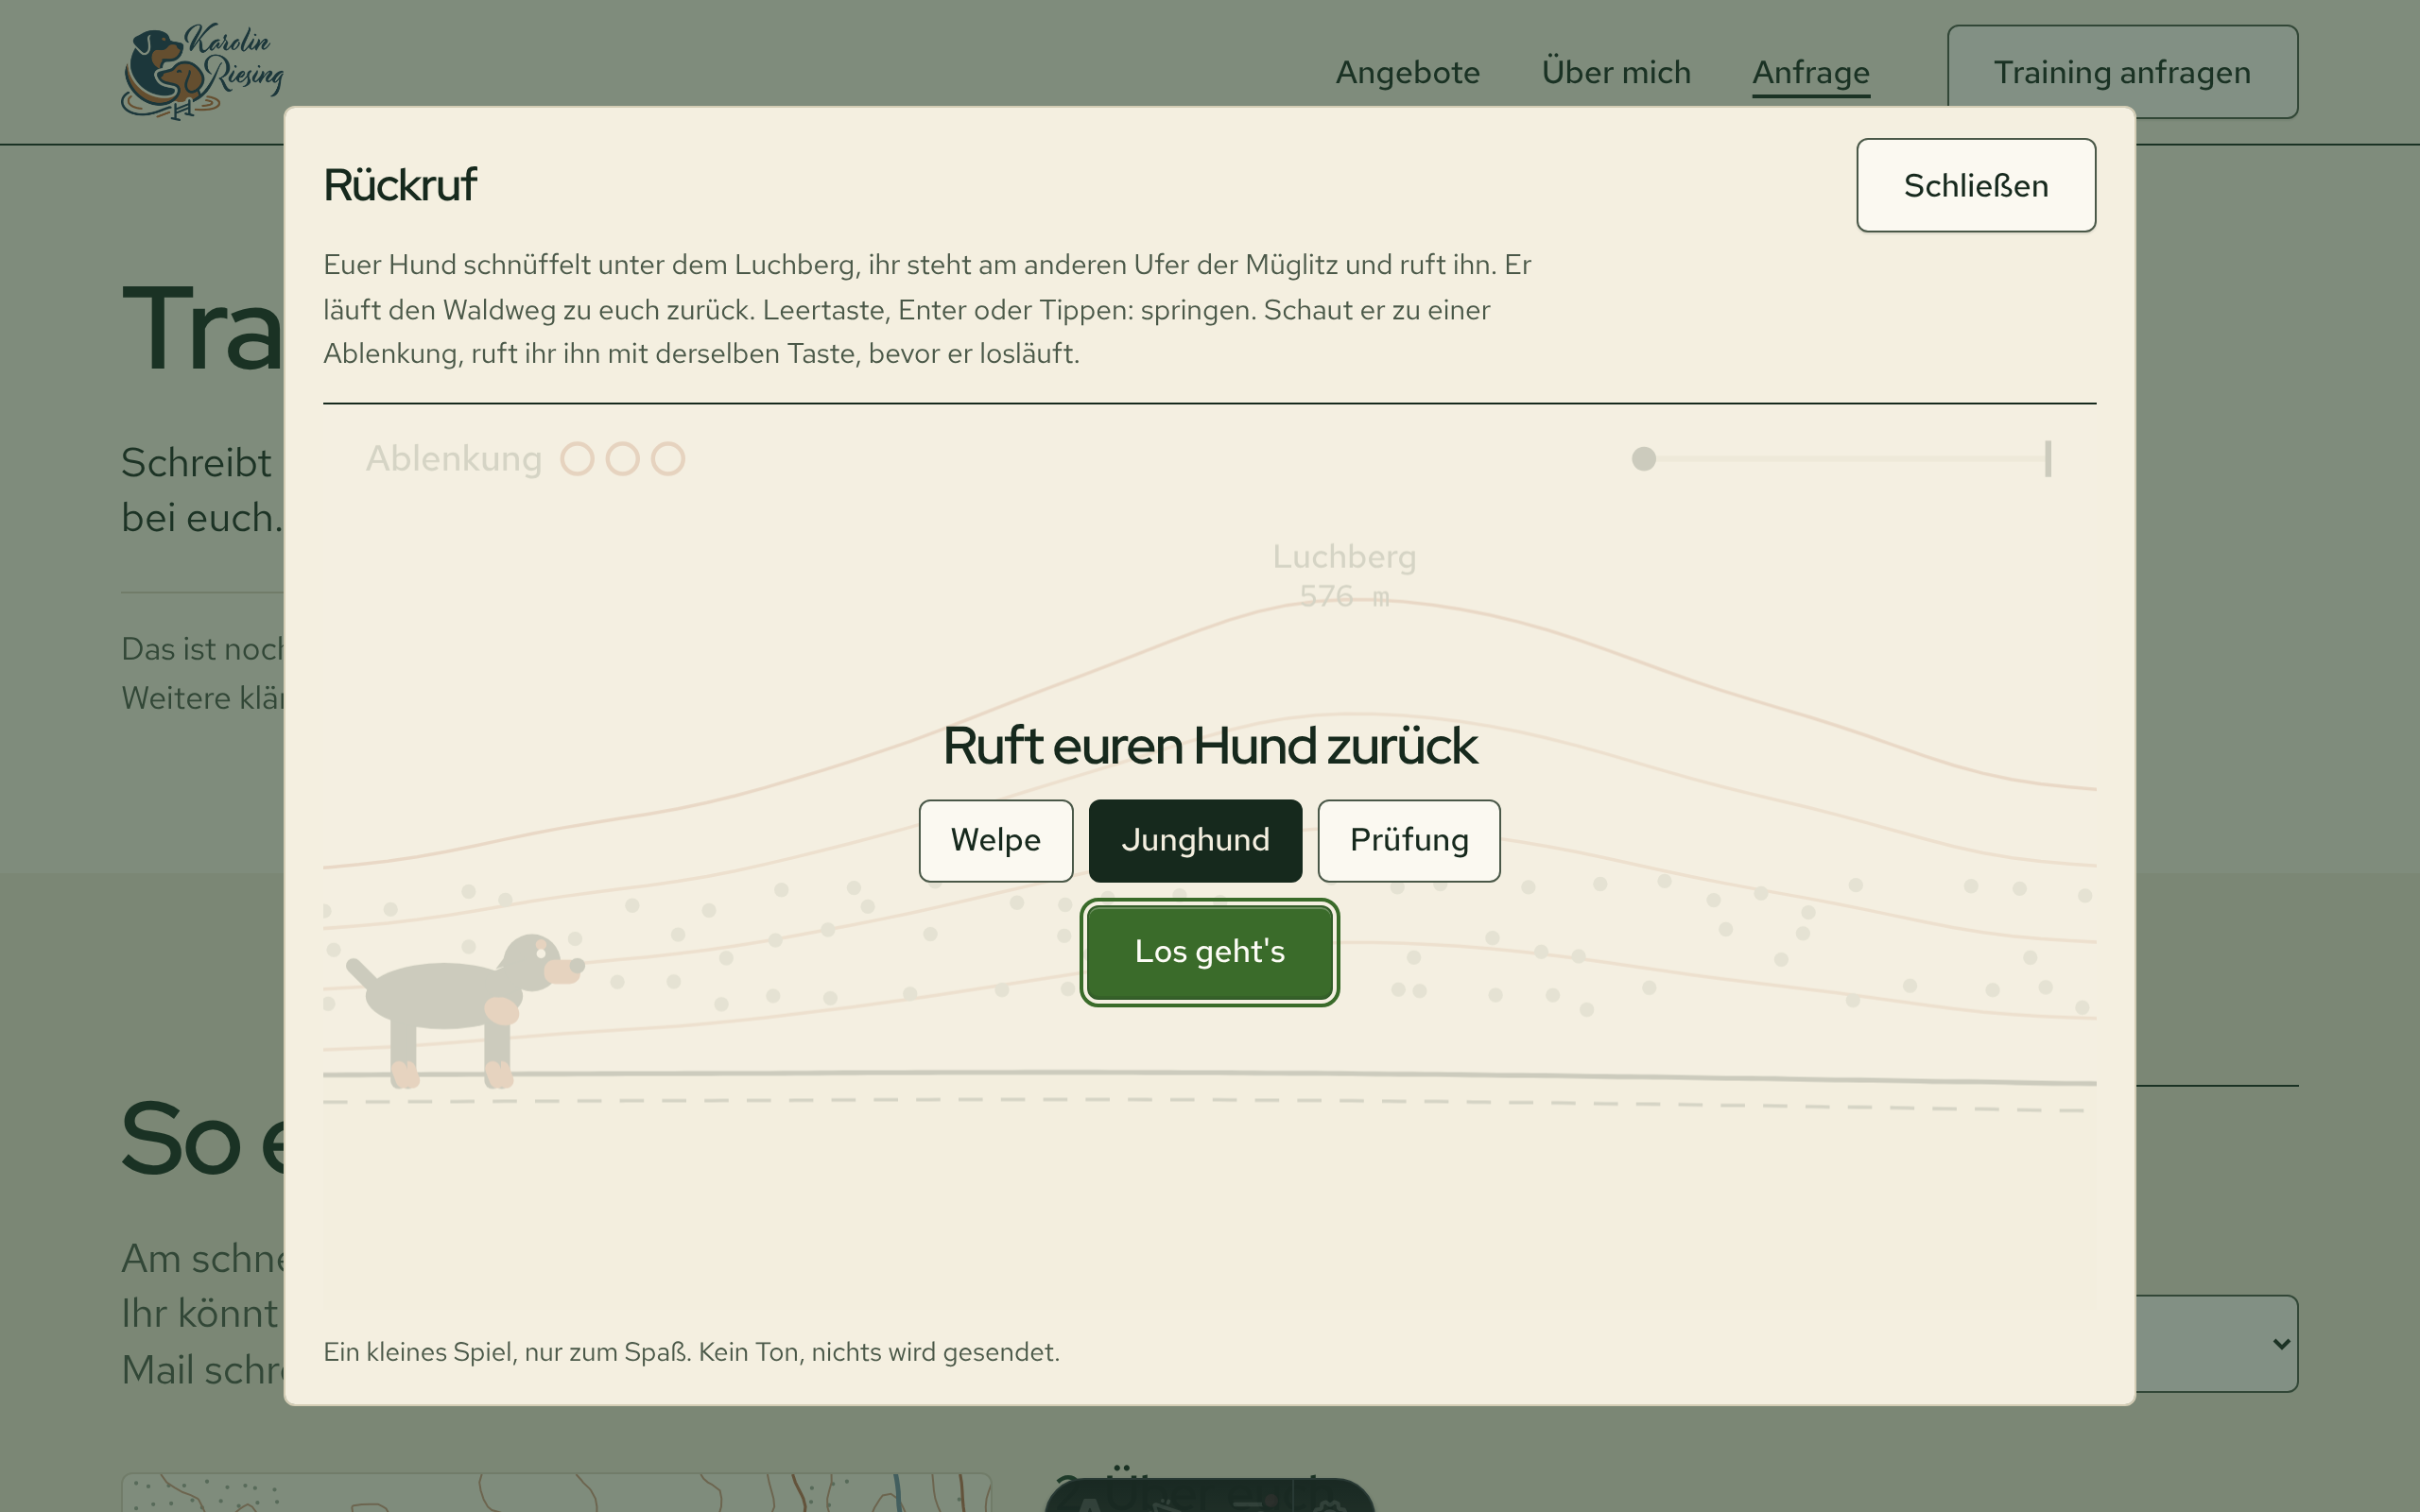 Karolin
Riesing
Angebote
Über mich
Anfrage
Training anfragen
Rückruf
Schließen
Euer Hund schnüffelt unter dem Luchberg, ihr steht am anderen Ufer der Müglitz und ruft ihn. Er
läuft den Waldweg zu euch zurück. Leertaste, Enter oder Tippen: springen. Schaut er zu einer
Ablenkung, ruft ihr ihn mit derselben Taste, bevor er losläuft.
Tra
Schreibt
bei euch.
Das ist noch
Weitere klär
Ablenkung
Luchberg
576 m
Ruft euren Hund zurück
Welpe
Junghund
Prüfung
Los geht's
So e
Am schne
Ihr könnt
Mail schre
Ein kleines Spiel, nur zum Spaß. Kein Ton, nichts wird gesendet.